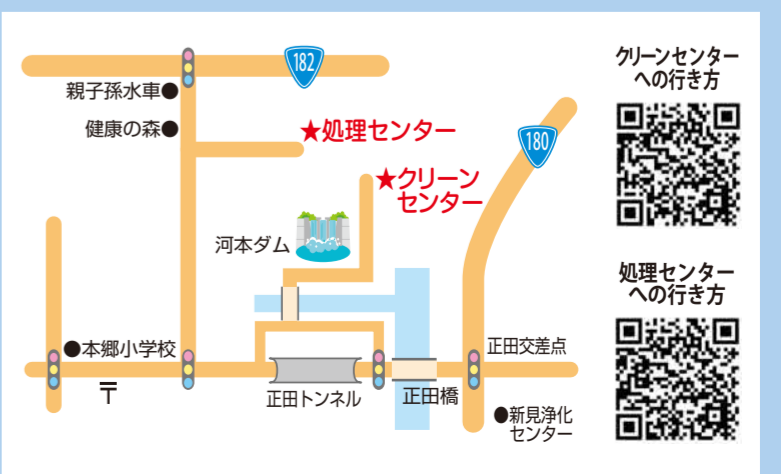 182
親子孫水車●
健康の森●
★処理センター
★クリーン
センター
180
河本ダム
●本郷小学校
〒
正田トンネル
正田橋
正田交差点
●新見浄化
センター
クリーンセンター
への行き方
処理センター
への行き方